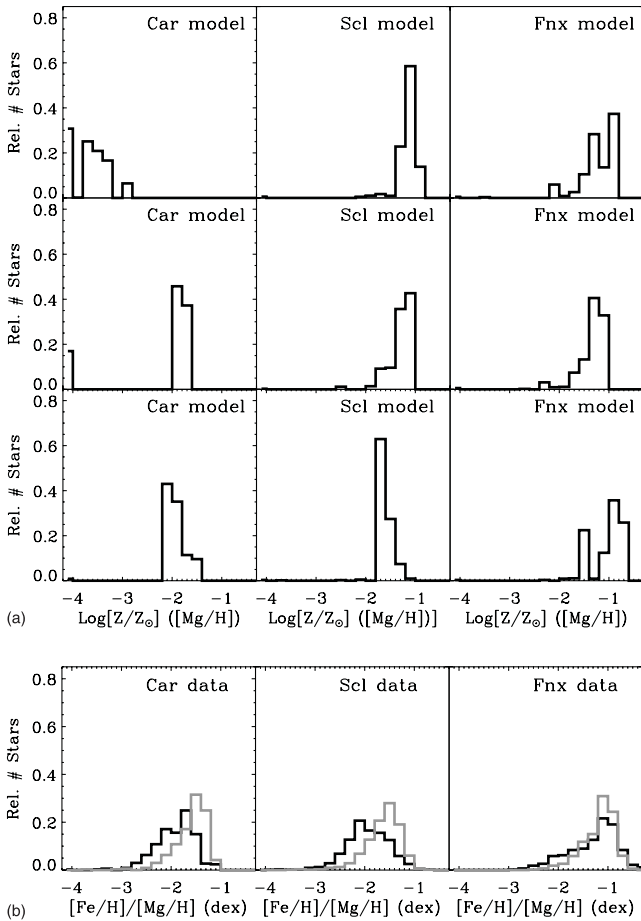 Car model Scl model Fnx model
0.8
0.6
0.4
0.2
0.0
Rel. # Stars
Car model Scl model Fnx model
0.8
0.6
0.4
0.2
0.0
Rel. # Stars
Car model Scl model Fnx model
0.8
0.6
0.4
0.2
0.0
Rel. # Stars
−4 −3 −2 −1 −4 −3 −2 −1 −4 −3 −2 −1
(a) Log[Z/Z⊙] ([Mg/H]) Log[Z/Z⊙] ([Mg/H])] Log[Z/Z⊙] ([Mg/H])
Car data Scl data Fnx data
0.8
0.6
0.4
0.2
0.0
Rel. # Stars
−4 −3 −2 −1 −4 −3 −2 −1 −4 −3 −2 −1
(b) [Fe/H]/[Mg/H] (dex) [Fe/H]/[Mg/H] (dex) [Fe/H]/[Mg/H] (dex)